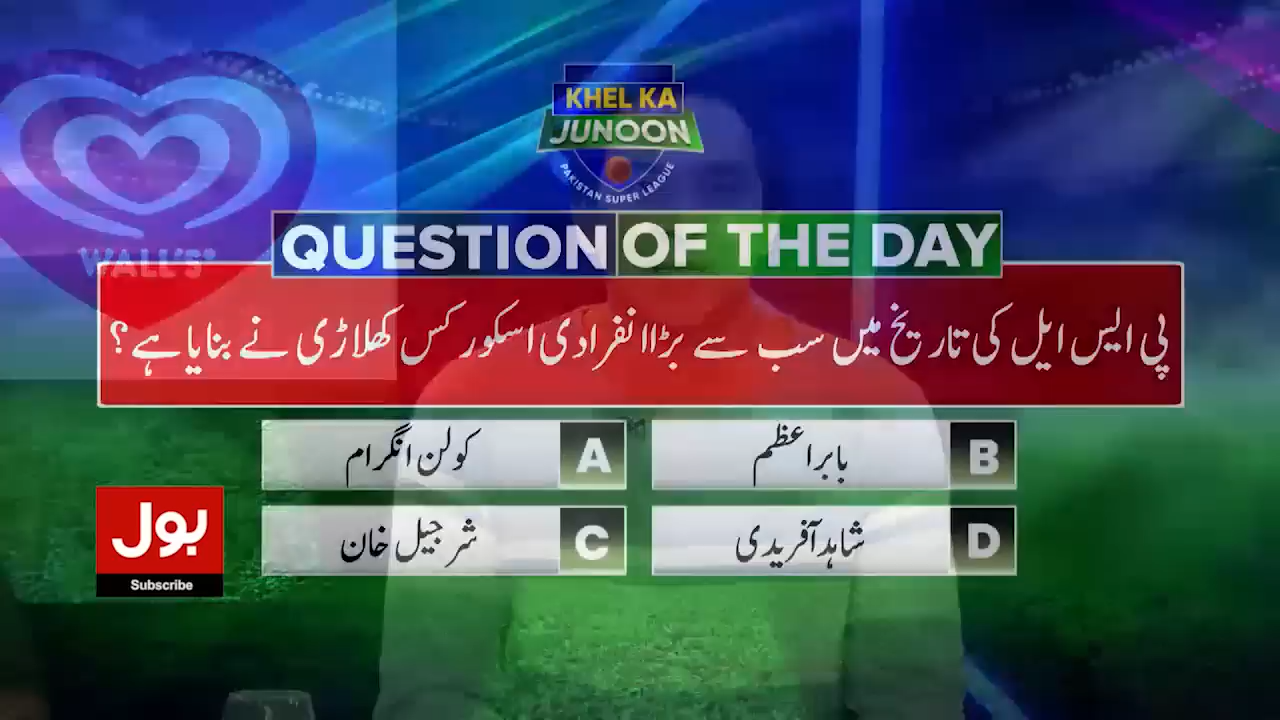 KHEL KA
JUNOON
PAKISTAN SUPER LEAGUE
WALL'S
QUESTION OF THE DAY
پی ایس ایل کی تاریخ میں سب سے بڑا انفرادی اسکور کس کھلاڑی نے بنایا ہے؟
کولن انگرام A
بابر اعظم B
شرجیل خان C
شاہد آفریدی D
بول
Subscribe